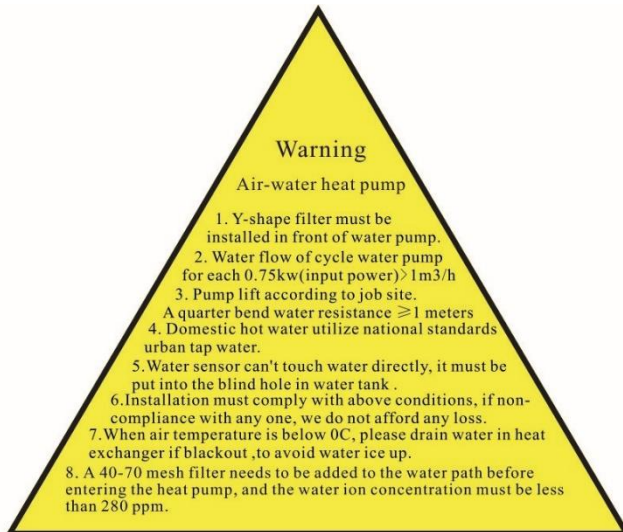 Warning
Air-water heat pump
1. Y-shape filter must be
installed in front of water pump.
2. Water flow of cycle water pump
for each 0.75kw(input power)>1m3/h
3. Pump lift according to job site.
A quarter bend water resistance ≥1 meters
4. Domestic hot water utilize national standards
urban tap water.
5.Water sensor can't touch water directly, it must be
put into the blind hole in water tank .
6.Installation must comply with above conditions, if non-
compliance with any one, we do not afford any loss.
7.When air temperature is below 0C, please drain water in heat
exchanger if blackout ,to avoid water ice up.
8. A 40-70 mesh filter needs to be added to the water path before
entering the heat pump, and the water ion concentration must be less
than 280 ppm.